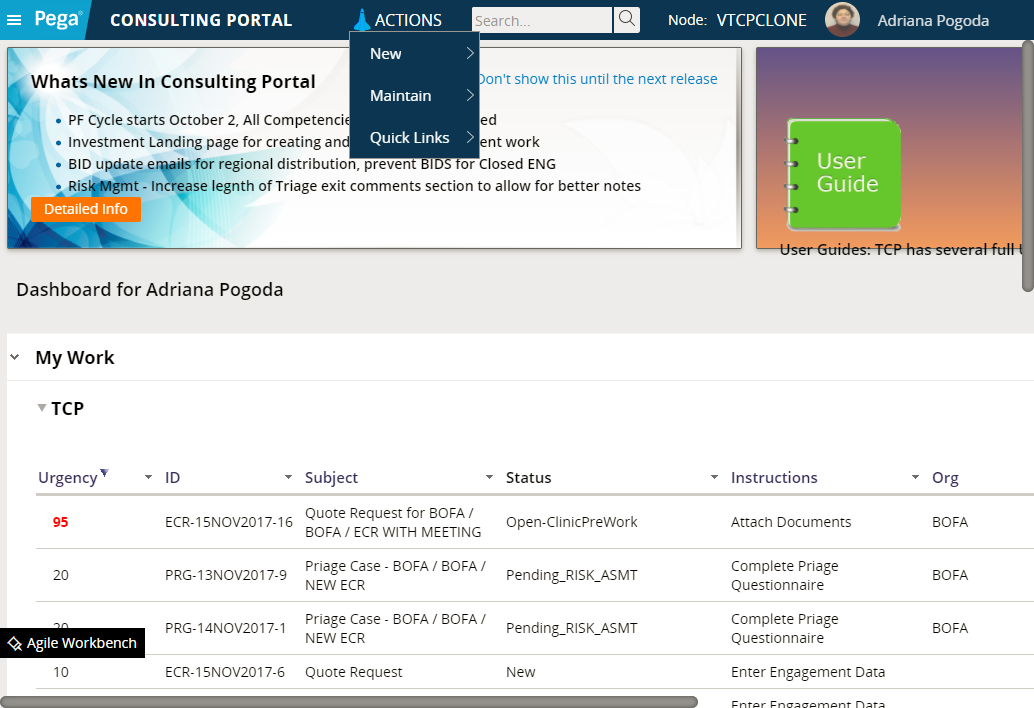 Pega CONSULTING PORTAL ACTIONS Search... Node: VTCPCLONE Adriana Pogoda
New
Maintain
Quick Links
Whats New In Consulting Portal
Don't show this until the next release
PF Cycle starts October 2, All Competencie ed
Investment Landing page for creating and ent work
BID update emails for regional distribution, prevent BIDS for Closed ENG
Risk Mgmt - Increase legnth of Triage exit comments section to allow for better notes
Detailed Info
User
Guide
User Guides: TCP has several full U
Dashboard for Adriana Pogoda
My Work
TCP
Urgency ID Subject Status Instructions Org
95 ECR-15NOV2017-16 Quote Request for BOFA / BOFA / ECR WITH MEETING Open-ClinicPreWork Attach Documents BOFA
20 PRG-13NOV2017-9 Priage Case - BOFA / BOFA / NEW ECR Pending_RISK_ASMT Complete Priage Questionnaire BOFA
20 PRG-14NOV2017-1 Priage Case - BOFA / BOFA / NEW ECR Pending_RISK_ASMT Complete Priage Questionnaire BOFA
Agile Workbench
10 ECR-15NOV2017-6 Quote Request New Enter Engagement Data
Enter Engagement Data